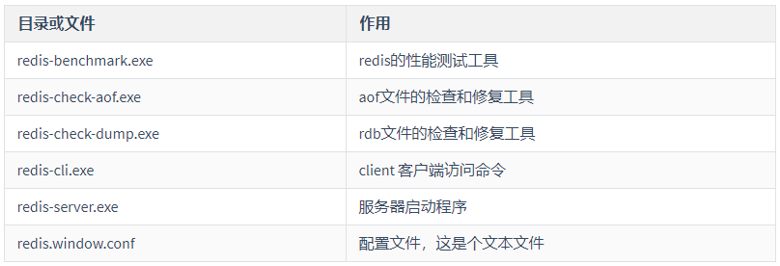 目录或文件 作用
redis-benchmark.exe redis的性能测试工具
redis-check-aof.exe aof文件的检查和修复工具
redis-check-dump.exe rdb文件的检查和修复工具
redis-cli.exe client 客户端访问命令
redis-server.exe 服务器启动程序
redis.window.conf 配置文件，这是个文本文件